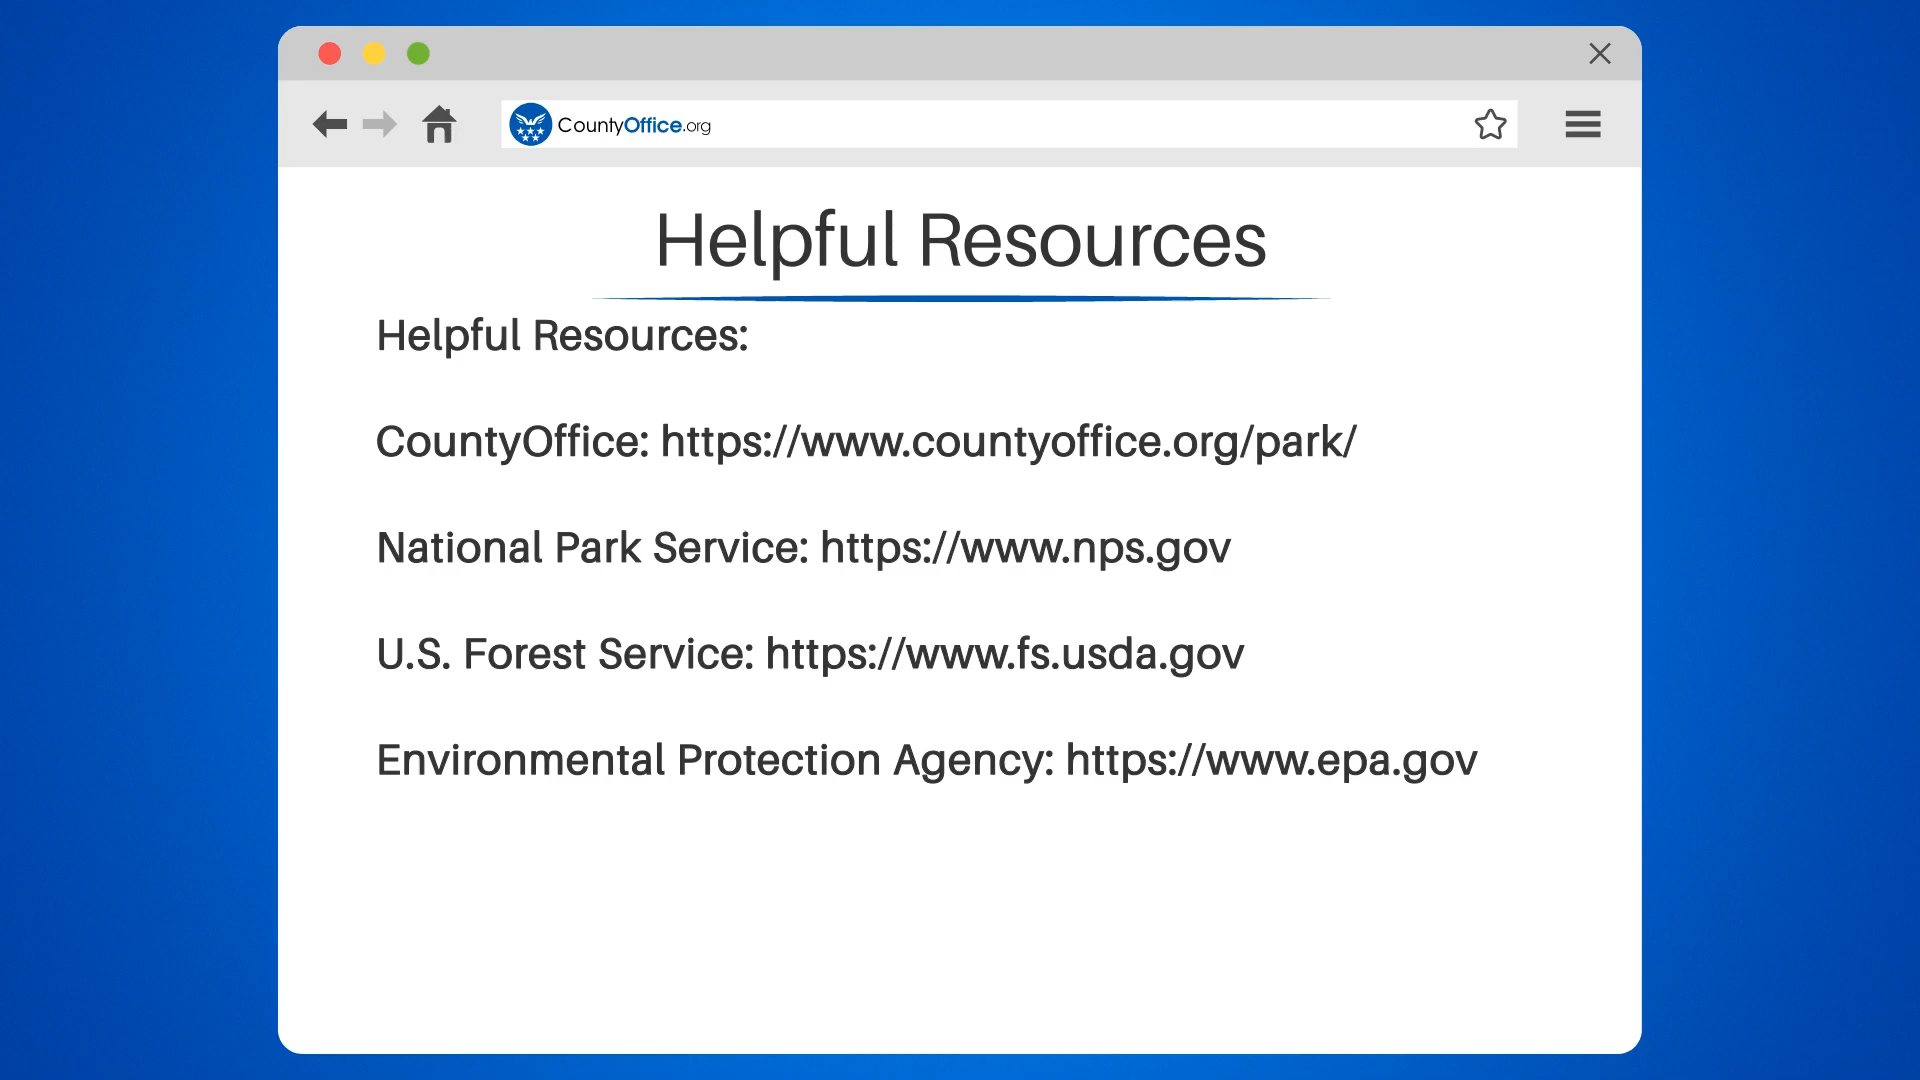 CountyOffice.org
Helpful Resources
Helpful Resources:
CountyOffice: https://www.countyoffice.org/park/
National Park Service: https://www.nps.gov
U.S. Forest Service: https://www.fs.usda.gov
Environmental Protection Agency: https://www.epa.gov